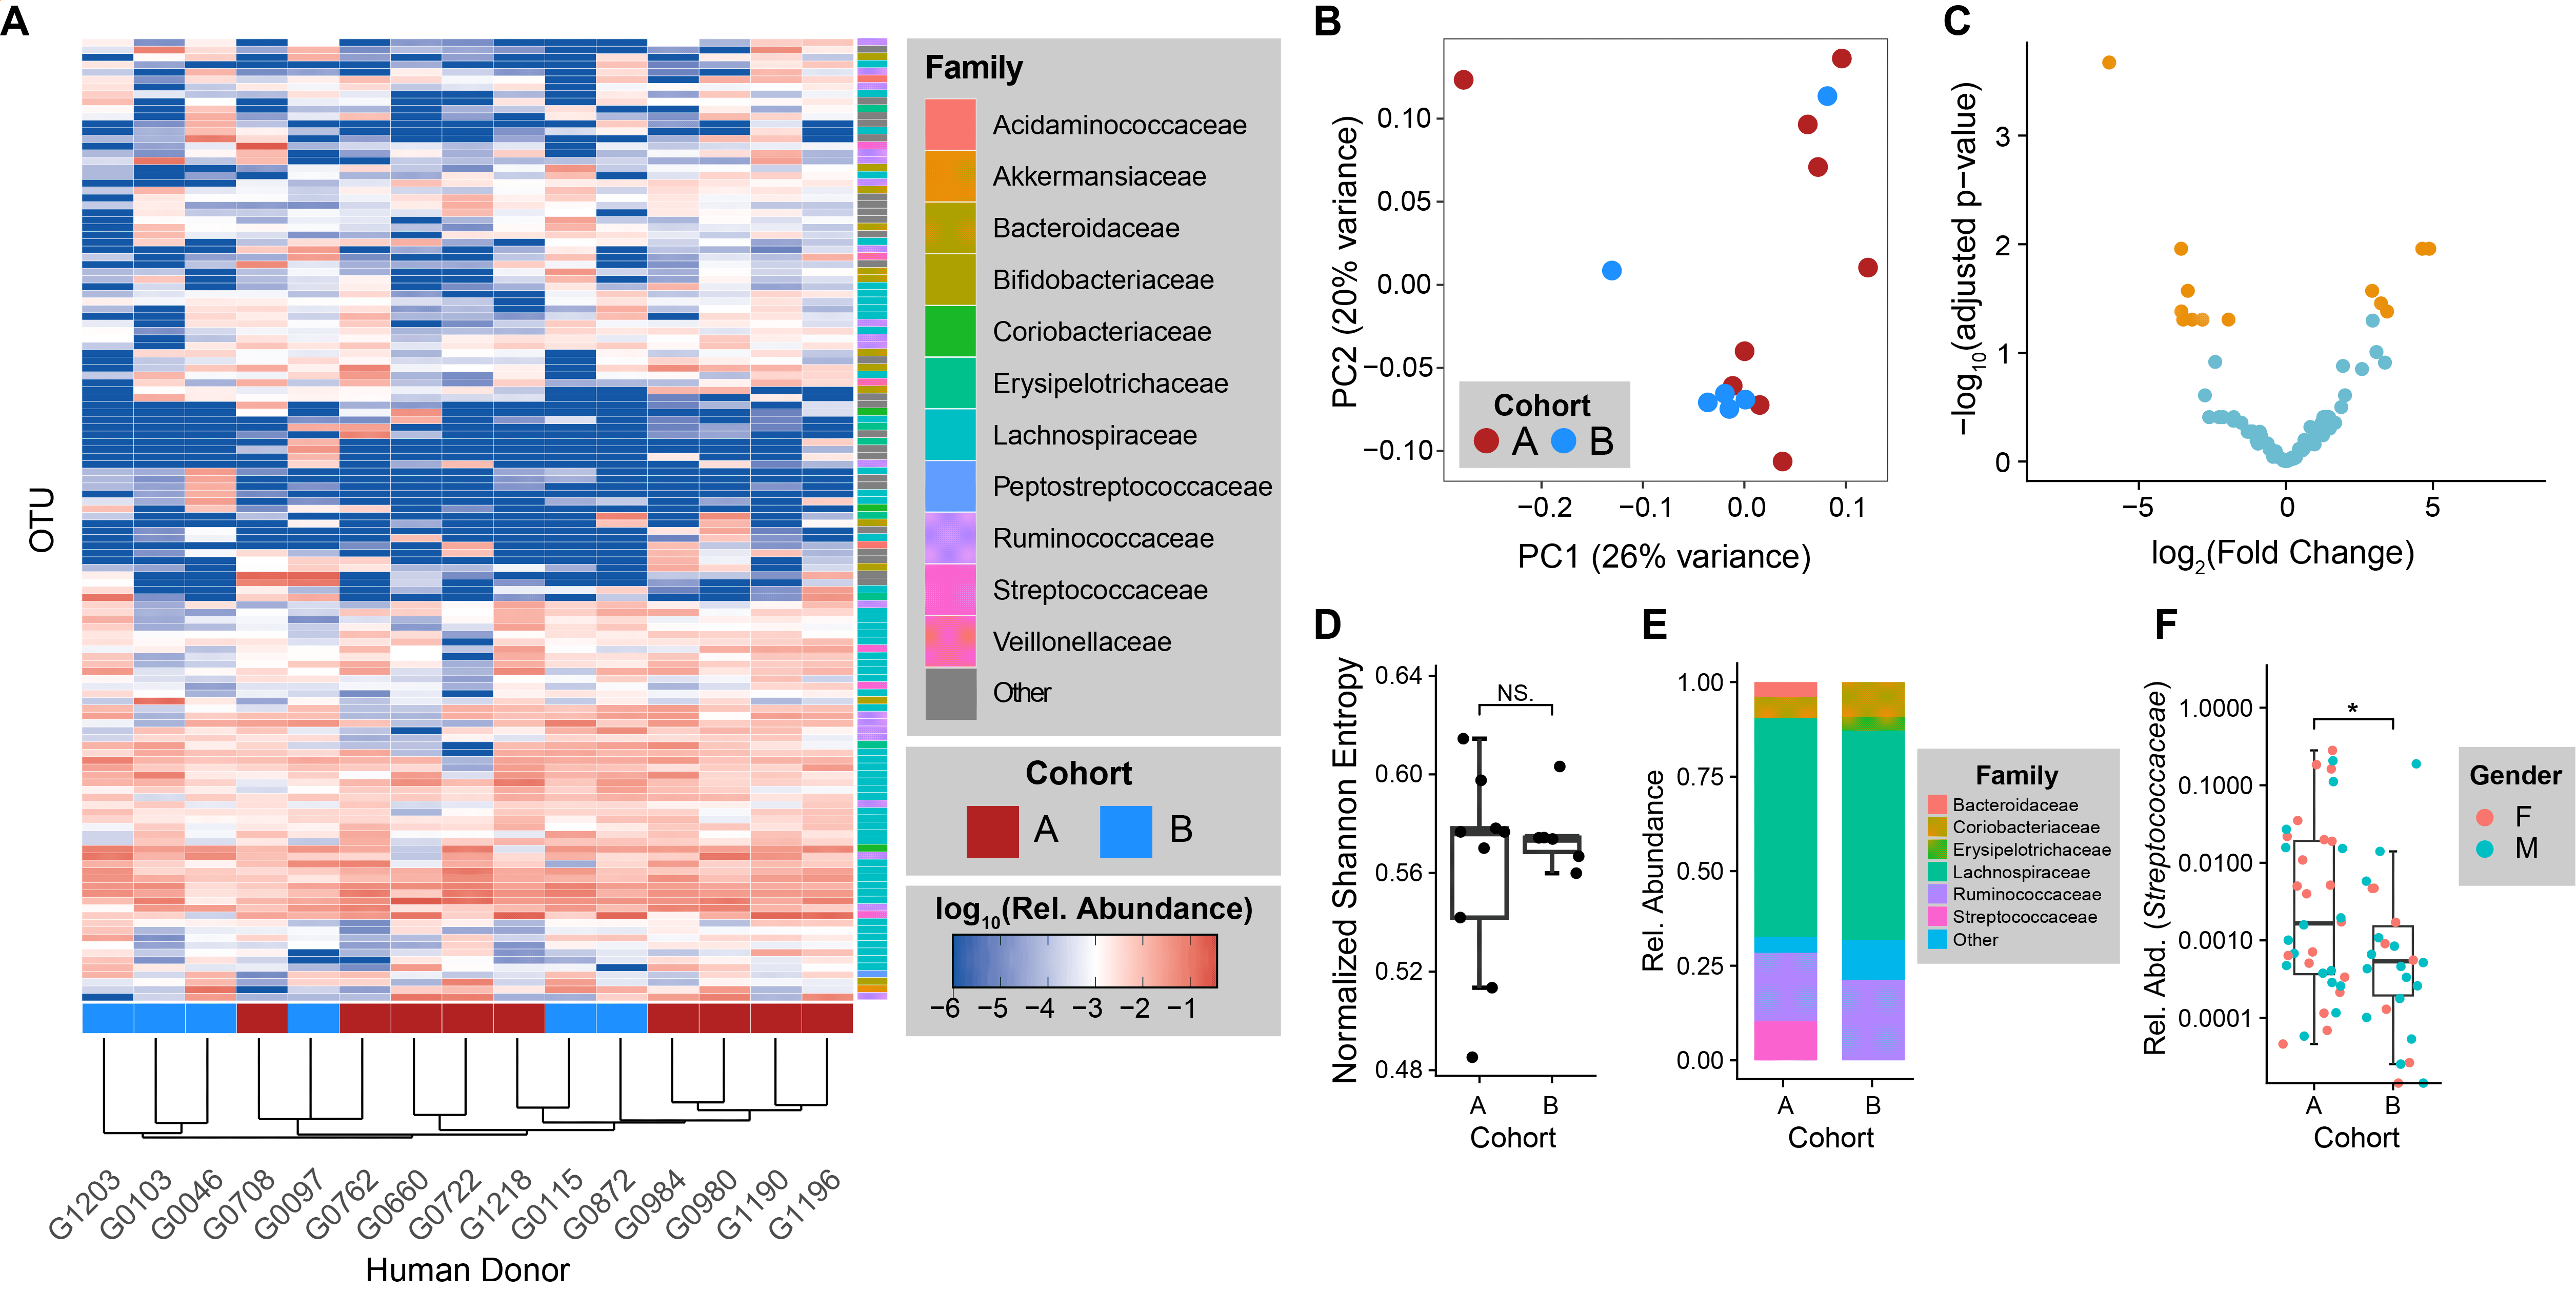 A
OTU
G1203
G0103
G0046
G0708
G0097
G0762
G0660
G0722
G1218
G0115
G0872
G0984
G0980
G1190
G1196
Human Donor
Family
Acidaminococcaceae
Akkermansiaceae
Bacteroidaceae
Bifidobacteriaceae
Coriobacteriaceae
Erysipelotrichaceae
Lachnospiraceae
Peptostreptococcaceae
Ruminococcaceae
Streptococcaceae
Veillonellaceae
Other
Cohort
A B
log10(Rel. Abundance)
−6 −5 −4 −3 −2 −1
B
PC2 (20% variance)
0.10
0.05
0.00
−0.05
−0.10
Cohort
A B
−0.2 −0.1 0.0 0.1
PC1 (26% variance)
C
−log10(adjusted p−value)
3
2
1
0
−5 0 5
log2(Fold Change)
D
Normalized Shannon Entropy
0.64
0.60
0.56
0.52
0.48
NS.
A B
Cohort
E
Rel. Abundance
1.00
0.75
0.50
0.25
0.00
A B
Cohort
Family
Bacteroidaceae
Coriobacteriaceae
Erysipelotrichaceae
Lachnospiraceae
Ruminococcaceae
Streptococcaceae
Other
F
Rel. Abd. (Streptococcaceae)
1.0000
0.1000
0.0100
0.0010
0.0001
*
A B
Cohort
Gender
F
M